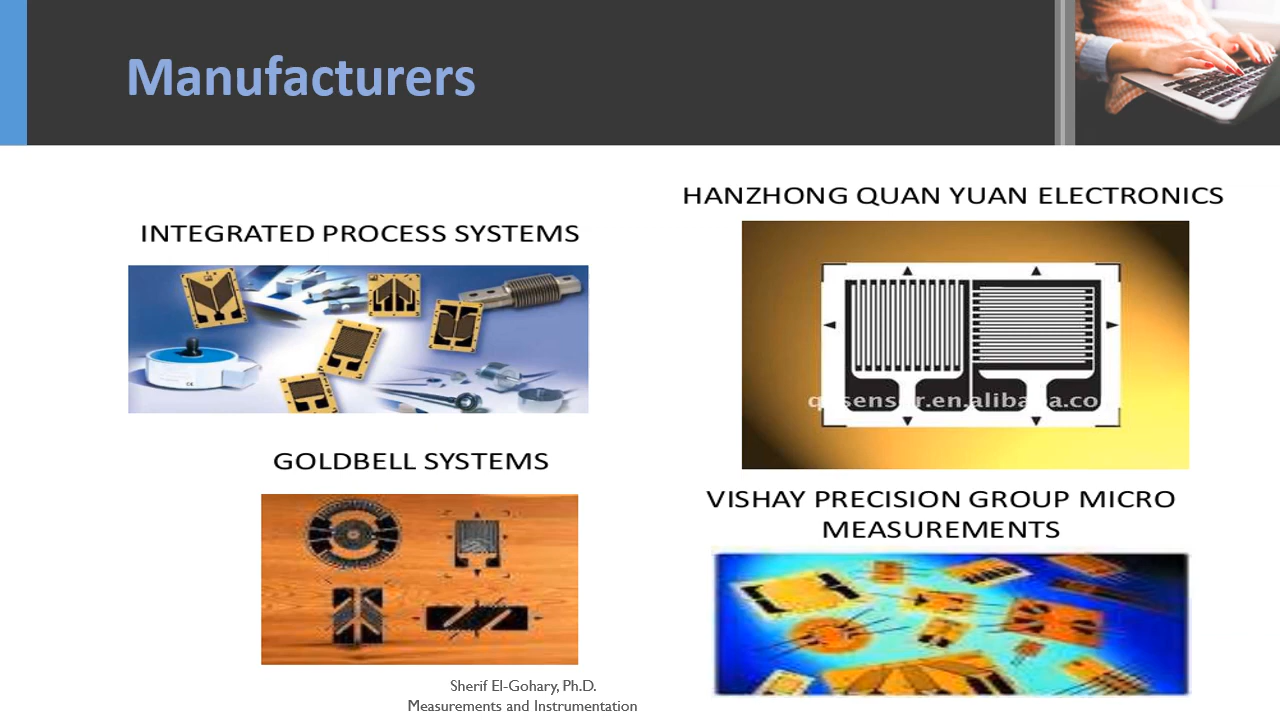 Manufacturers
INTEGRATED PROCESS SYSTEMS
HANZHONG QUAN YUAN ELECTRONICS
GOLDBELL SYSTEMS
VISHAY PRECISION GROUP MICRO
MEASUREMENTS
Sherif El-Gohary, Ph.D.
Measurements and Instrumentation